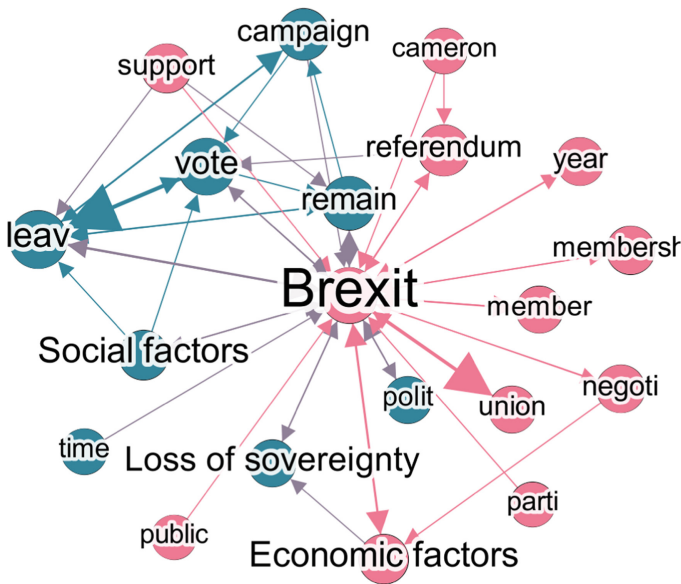 campaign
cameron
support
referendum
year
vote
remain
leav
membersh
Brexit
member
Social factors
polit
union
negoti
time
Loss of sovereignty
parti
public
Economic factors